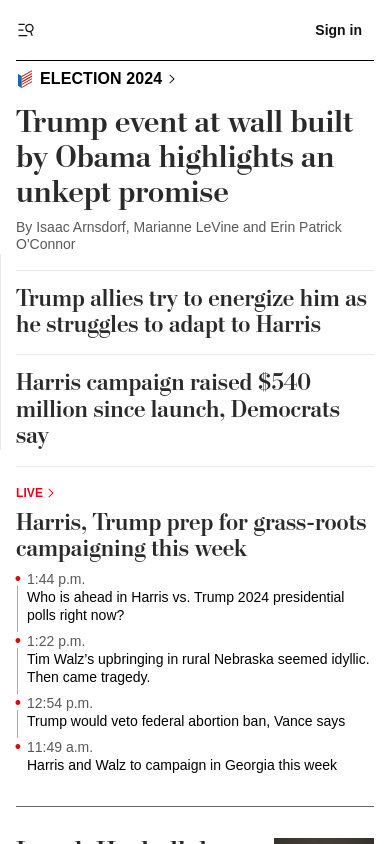 Sign in
ELECTION 2024
Trump event at wall built
by Obama highlights an
unkept promise
By Isaac Arnsdorf, Marianne LeVine and Erin Patrick
O'Connor
Trump allies try to energize him as
he struggles to adapt to Harris
Harris campaign raised $540
million since launch, Democrats
say
LIVE
Harris, Trump prep for grass-roots
campaigning this week
1:44 p.m.
Who is ahead in Harris vs. Trump 2024 presidential
polls right now?
1:22 p.m.
Tim Walz’s upbringing in rural Nebraska seemed idyllic.
Then came tragedy.
12:54 p.m.
Trump would veto federal abortion ban, Vance says
11:49 a.m.
Harris and Walz to campaign in Georgia this week